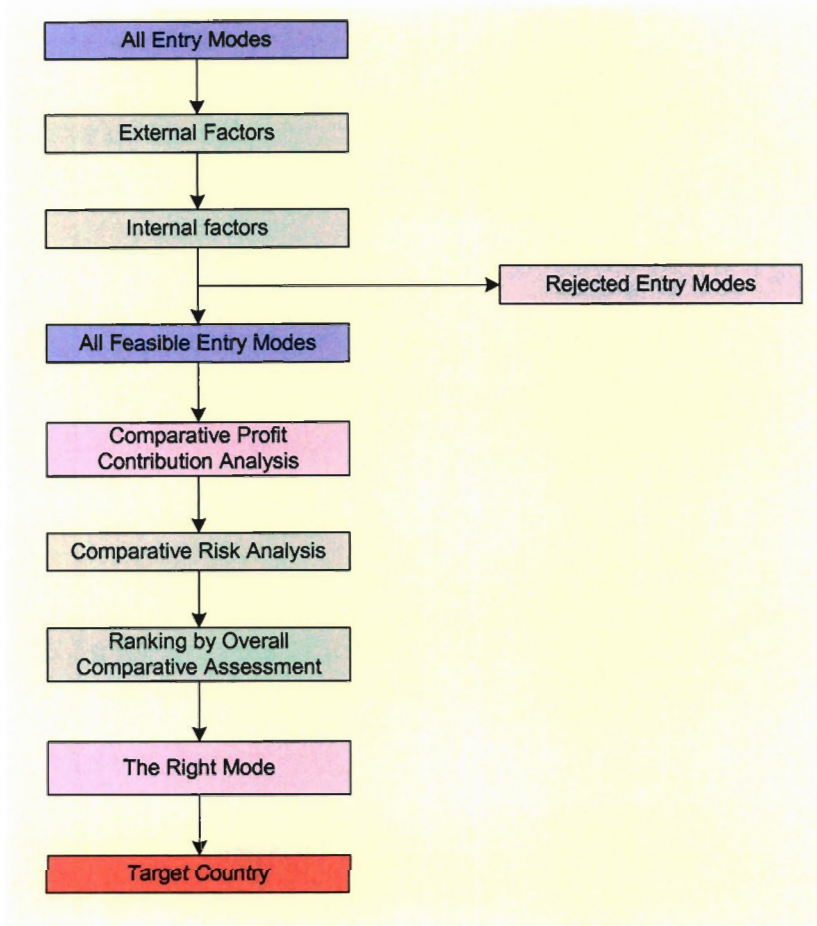 All Entry Modes
External Factors
Internal factors
Rejected Entry Modes
All Feasible Entry Modes
Comparative Profit
Contribution Analysis
Comparative Risk Analysis
Ranking by Overall
Comparative Assessment
The Right Mode
Target Country